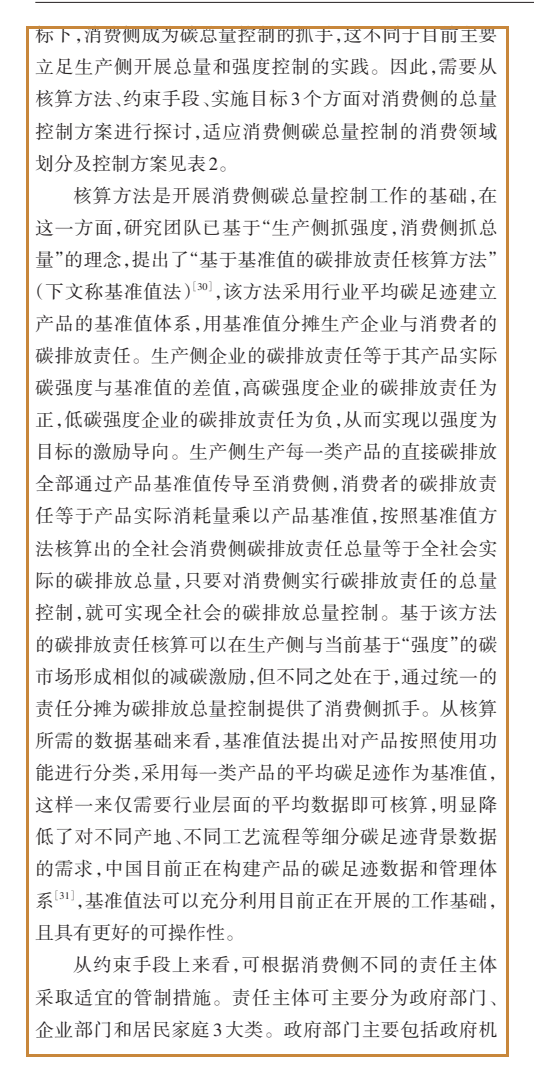 标下,消费侧成为碳总量控制的抓手,这不同于目前主要
立足生产侧开展总量和强度控制的实践。因此,需要从
核算方法、约束手段、实施目标3个方面对消费侧的总量
控制方案进行探讨,适应消费侧碳总量控制的消费领域
划分及控制方案见表2。
核算方法是开展消费侧碳总量控制工作的基础,在
这一方面,研究团队已基于“生产侧抓强度,消费侧抓总
量”的理念,提出了“基于基准值的碳排放责任核算方法”
(下文称基准值法)[30],该方法采用行业平均碳足迹建立
产品的基准值体系,用基准值分摊生产企业与消费者的
碳排放责任。生产侧企业的碳排放责任等于其产品实际
碳强度与基准值的差值,高碳强度企业的碳排放责任为
正,低碳强度企业的碳排放责任为负,从而实现以强度为
目标的激励导向。生产侧生产每一类产品的直接碳排放
全部通过产品基准值传导至消费侧,消费者的碳排放责
任等于产品实际消耗量乘以产品基准值,按照基准值方
法核算出的全社会消费侧碳排放责任总量等于全社会实
际的碳排放总量,只要对消费侧实行碳排放责任的总量
控制,就可实现全社会的碳排放总量控制。基于该方法
的碳排放责任核算可以在生产侧与当前基于“强度”的碳
市场形成相似的减碳激励,但不同之处在于,通过统一的
责任分摊为碳排放总量控制提供了消费侧抓手。从核算
所需的数据基础来看,基准值法提出对产品按照使用功
能进行分类,采用每一类产品的平均碳足迹作为基准值,
这样一来仅需要行业层面的平均数据即可核算,明显降
低了对不同产地、不同工艺流程等细分碳足迹背景数据
的需求,中国目前正在构建产品的碳足迹数据和管理体
系[31],基准值法可以充分利用目前正在开展的工作基础,
且具有更好的可操作性。
从约束手段上来看,可根据消费侧不同的责任主体
采取适宜的管制措施。责任主体可主要分为政府部门、
企业部门和居民家庭3大类。政府部门主要包括政府机